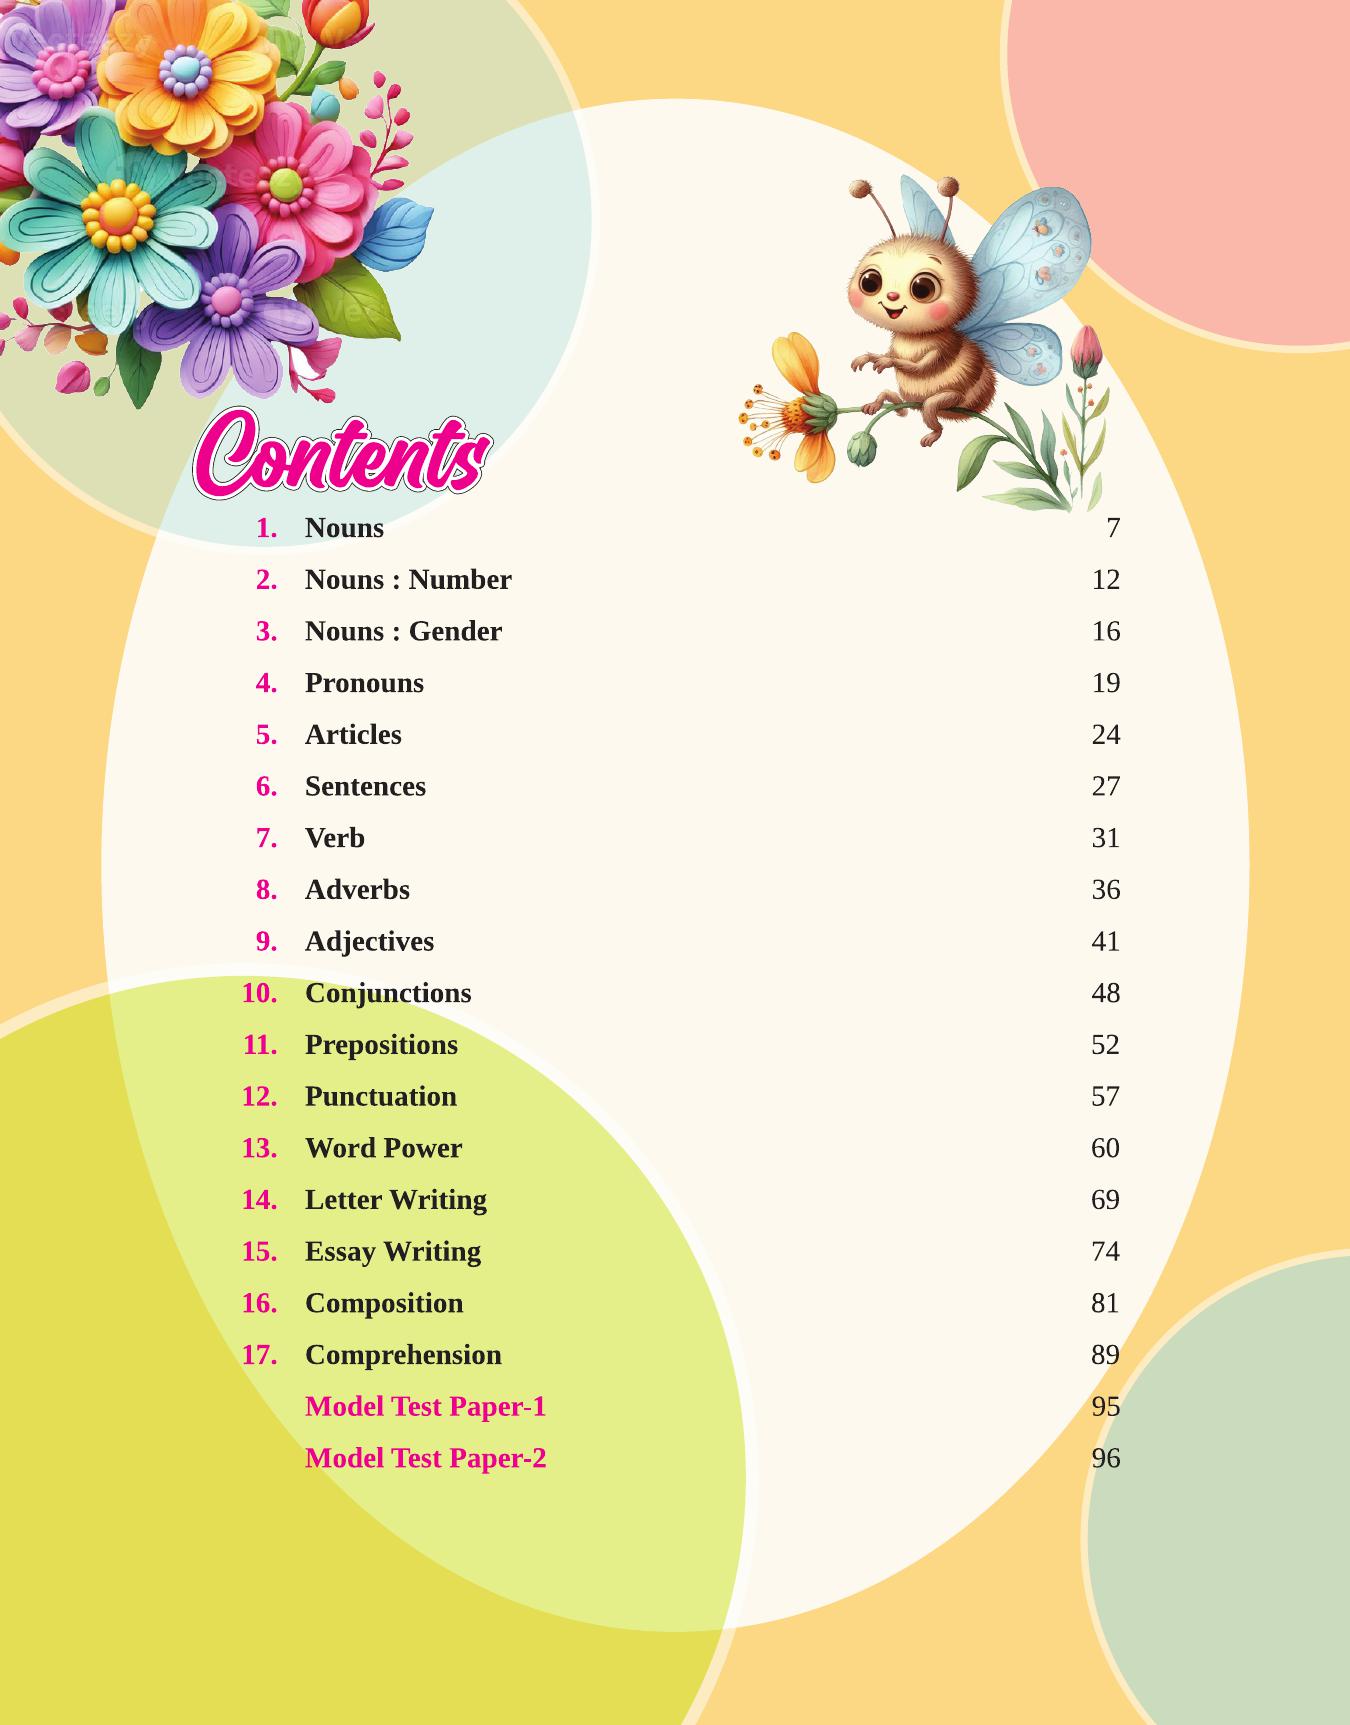 Contents
1. Nouns 7
2. Nouns : Number 12
3. Nouns : Gender 16
4. Pronouns 19
5. Articles 24
6. Sentences 27
7. Verb 31
8. Adverbs 36
9. Adjectives 41
10. Conjunctions 48
11. Prepositions 52
12. Punctuation 57
13. Word Power 60
14. Letter Writing 69
15. Essay Writing 74
16. Composition 81
17. Comprehension 89
Model Test Paper-1 95
Model Test Paper-2 96